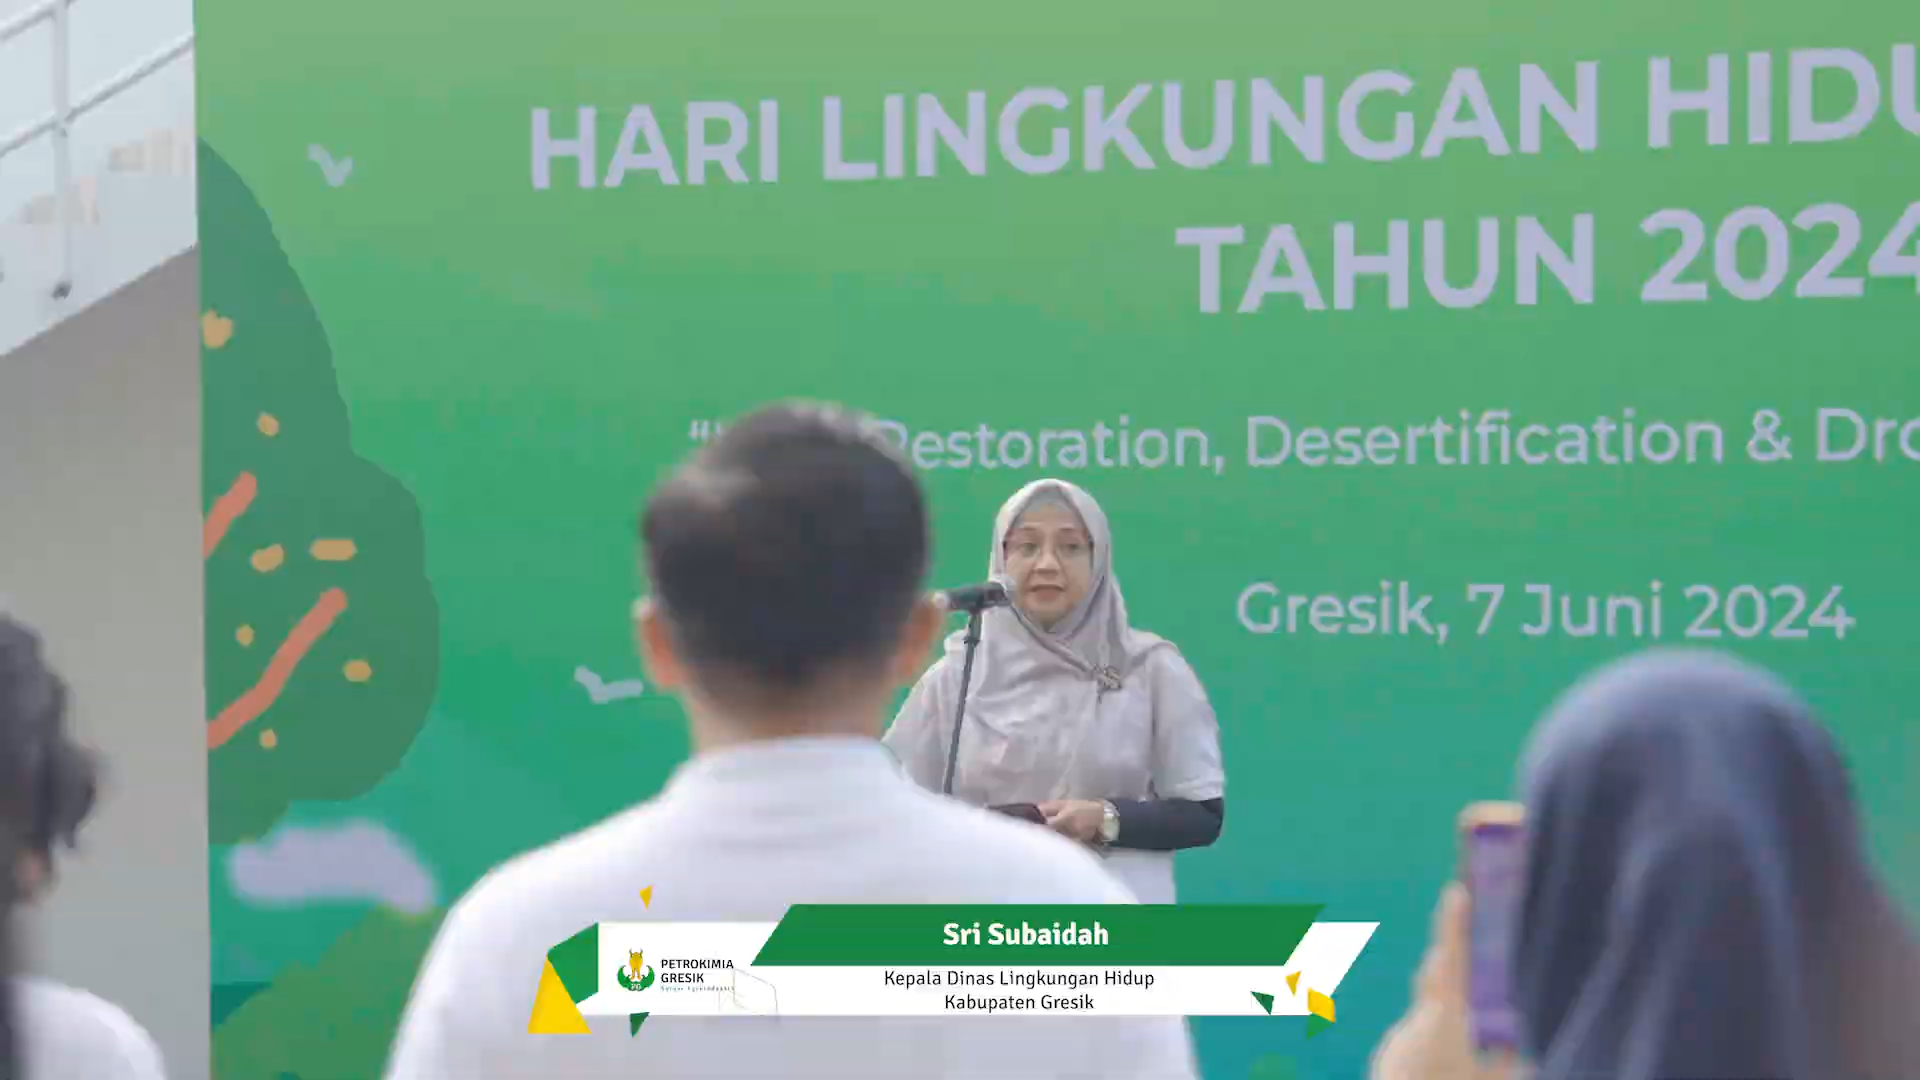 HARI LINGKUNGAN HIDU
TAHUN 2024
Restoration, Desertification & Dro
Gresik, 7 Juni 2024
Sri Subaidah
PETROKIMIA
GRESIK
Kepala Dinas Lingkungan Hidup
Kabupaten Gresik